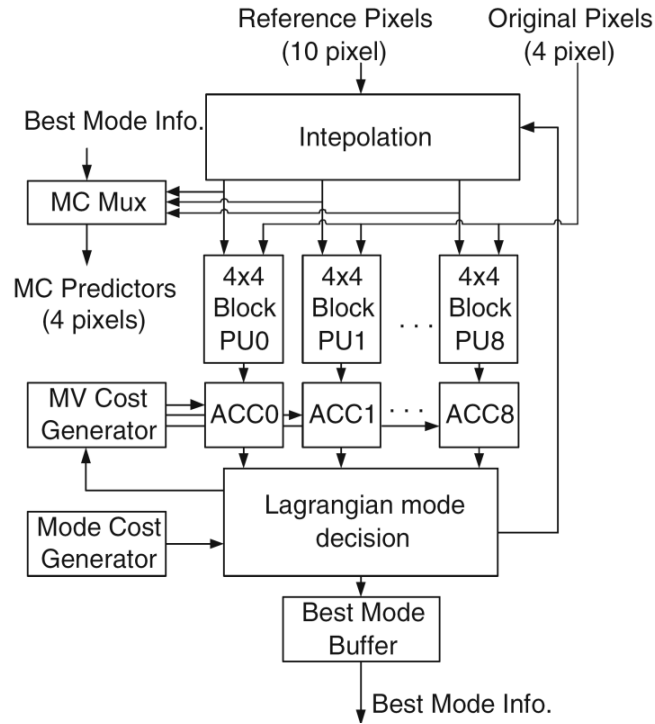 Reference Pixels
(10 pixel)
Original Pixels
(4 pixel)
Best Mode Info.
Intepolation
MC Mux
MC Predictors
(4 pixels)
4x4
Block
PU0
4x4
Block
PU1
. . .
4x4
Block
PU8
MV Cost
Generator
ACC0
ACC1
. . .
ACC8
Mode Cost
Generator
Lagrangian mode
decision
Best Mode
Buffer
Best Mode Info.